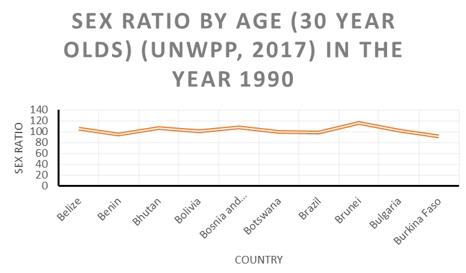 SEX RATIO BY AGE (30 YEAR
OLDS) (UNWPP, 2017) IN THE
YEAR 1990
140
120
100
80
60
40
20
0
SEX RATIO
Belize
Benin
Bhutan
Bolivia
Bosnia and…
Botswana
Brazil
Brunei
Bulgaria
Burkina Faso
COUNTRY